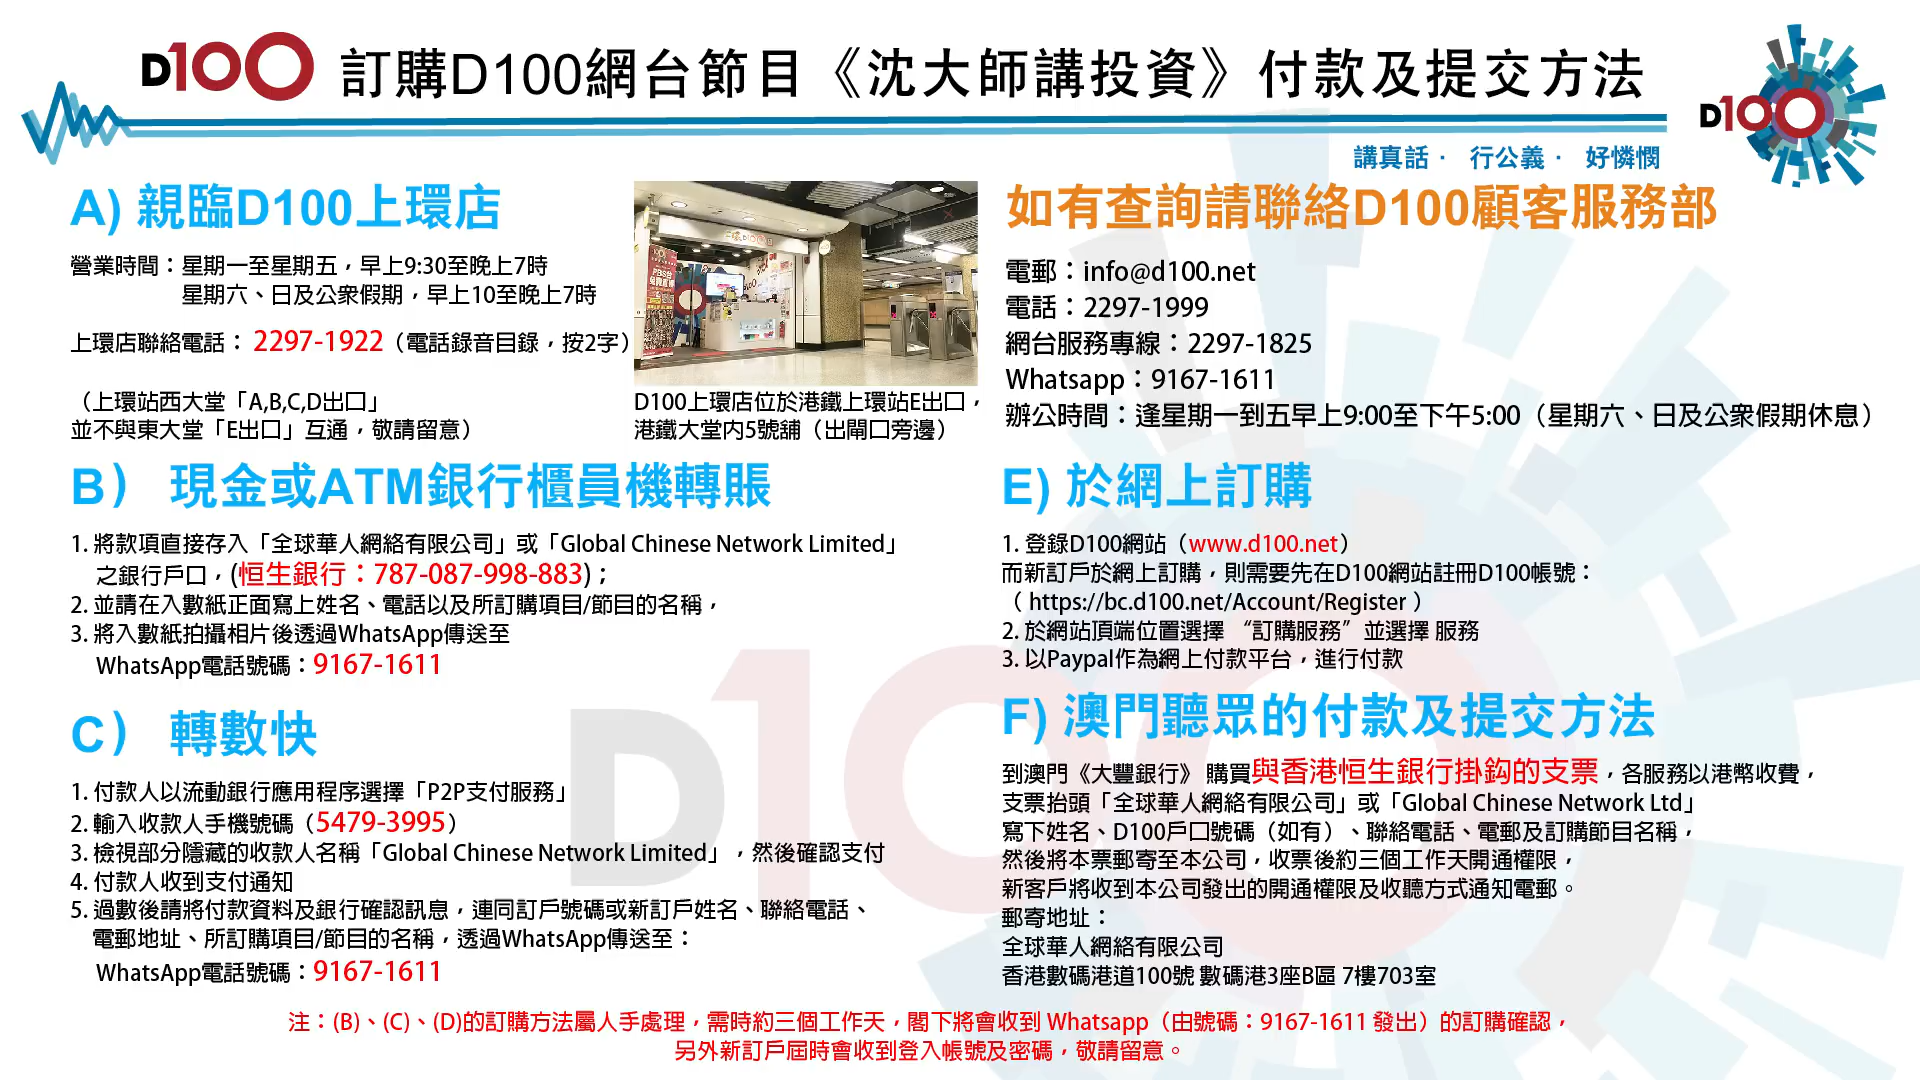 D100 訂購D100網台節目《沈大師講投資》付款及提交方法
D100
講真話 · 行公義 · 好憐憫
A) 親臨D100上環店
營業時間：星期一至星期五，早上9:30至晚上7時
星期六、日及公衆假期，早上10至晚上7時
上環店聯絡電話： 2297-1922（電話錄音目錄，按2字）
（上環站西大堂「A,B,C,D出口」
並不與東大堂「E出口」互通，敬請留意）
D100上環店位於港鐵上環站E出口，
港鐵大堂內5號舖（出閘口旁邊）
如有查詢請聯絡D100顧客服務部
電郵：info@d100.net
電話：2297-1999
網台服務專線：2297-1825
Whatsapp：9167-1611
辦公時間：逢星期一到五早上9:00至下午5:00（星期六、日及公衆假期休息）
B） 現金或ATM銀行櫃員機轉賬
1. 將款項直接存入「全球華人網絡有限公司」或「Global Chinese Network Limited」
之銀行戶口，(恒生銀行：787-087-998-883)；
2. 並請在入數紙正面寫上姓名、電話以及所訂購項目/節目的名稱，
3. 將入數紙拍攝相片後透過WhatsApp傳送至
WhatsApp電話號碼：9167-1611
C） 轉數快
1. 付款人以流動銀行應用程序選擇「P2P支付服務」
2. 輸入收款人手機號碼（5479-3995）
3. 檢視部分隱藏的收款人名稱「Global Chinese Network Limited」，然後確認支付
4. 付款人收到支付通知
5. 過數後請將付款資料及銀行確認訊息，連同訂戶號碼或新訂戶姓名、聯絡電話、
電郵地址、所訂購項目/節目的名稱，透過WhatsApp傳送至：
WhatsApp電話號碼：9167-1611
E) 於網上訂購
1. 登錄D100網站（www.d100.net）
而新訂戶於網上訂購，則需要先在D100網站註冊D100帳號：
（ https://bc.d100.net/Account/Register ）
2. 於網站頂端位置選擇 “訂購服務” 並選擇 服務
3. 以Paypal作為網上付款平台，進行付款
F) 澳門聽眾的付款及提交方法
到澳門《大豐銀行》 購買與香港恒生銀行掛鈎的支票，各服務以港幣收費，
支票抬頭「全球華人網絡有限公司」或「Global Chinese Network Ltd」
寫下姓名、D100戶口號碼（如有）、聯絡電話、電郵及訂購節目名稱，
然後將本票郵寄至本公司，收票後約三個工作天開通權限，
新客戶將收到本公司發出的開通權限及收聽方式通知電郵。
郵寄地址：
全球華人網絡有限公司
香港數碼港道100號 數碼港3座B區 7樓703室
注：(B)、(C)、(D)的訂購方法屬人手處理，需時約三個工作天，閣下將會收到 Whatsapp（由號碼：9167-1611 發出）的訂購確認，
另外新訂戶屆時會收到登入帳號及密碼，敬請留意。